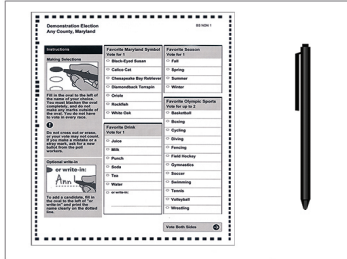 Demonstration Election
Any County, Maryland
Instructions
Making Selections
Fill in the oval to the left of
the name of your choice.
You must blacken the oval
completely, and do not
make any marks outside of
the oval. You do not have
to vote in every race.
Do not cross out or erase,
or your vote may not count.
If you make a mistake or a
stray mark, ask for a new
ballot from the poll
workers.
Optional write-in
or write-in:
Ann
To add a candidate, fill in
the oval to the left of "or
write-in" and print the
name clearly on the dotted
line.
Favorite Maryland Symbol
Vote for 1
Black-Eyed Susan
Calico Cat
Chesapeake Bay Retriever
Diamondback Terrapin
Oriole
Rockfish
White Oak
Favorite Drink
Vote for 1
Juice
Milk
Punch
Soda
Tea
Water
or write-in:
Favorite Season
Vote for 1
Fall
Spring
Summer
Winter
Favorite Olympic Sports
Vote for up to 2
Basketball
Boxing
Cycling
Diving
Fencing
Field Hockey
Gymnastics
Soccer
Swimming
Tennis
Volleyball
Wrestling
Vote Both Sides